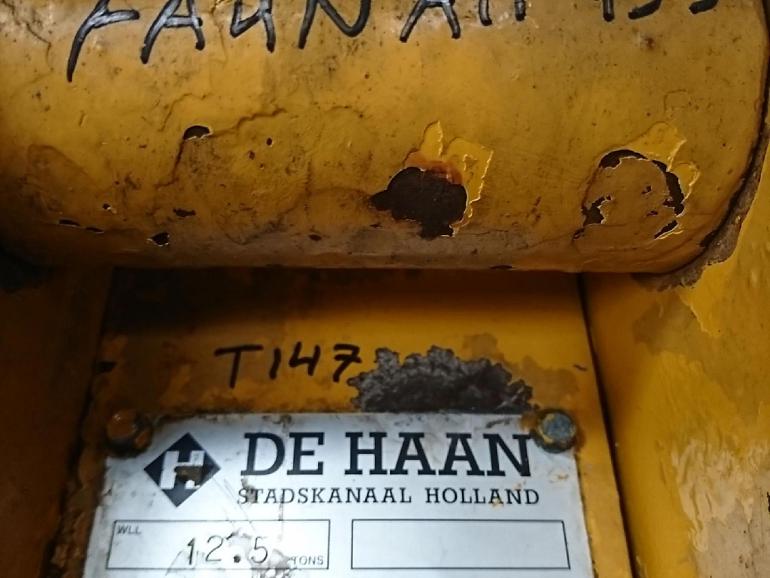 T147
H DE HAAN
STADSKANAAL HOLLAND
WLL 12.5 TONS